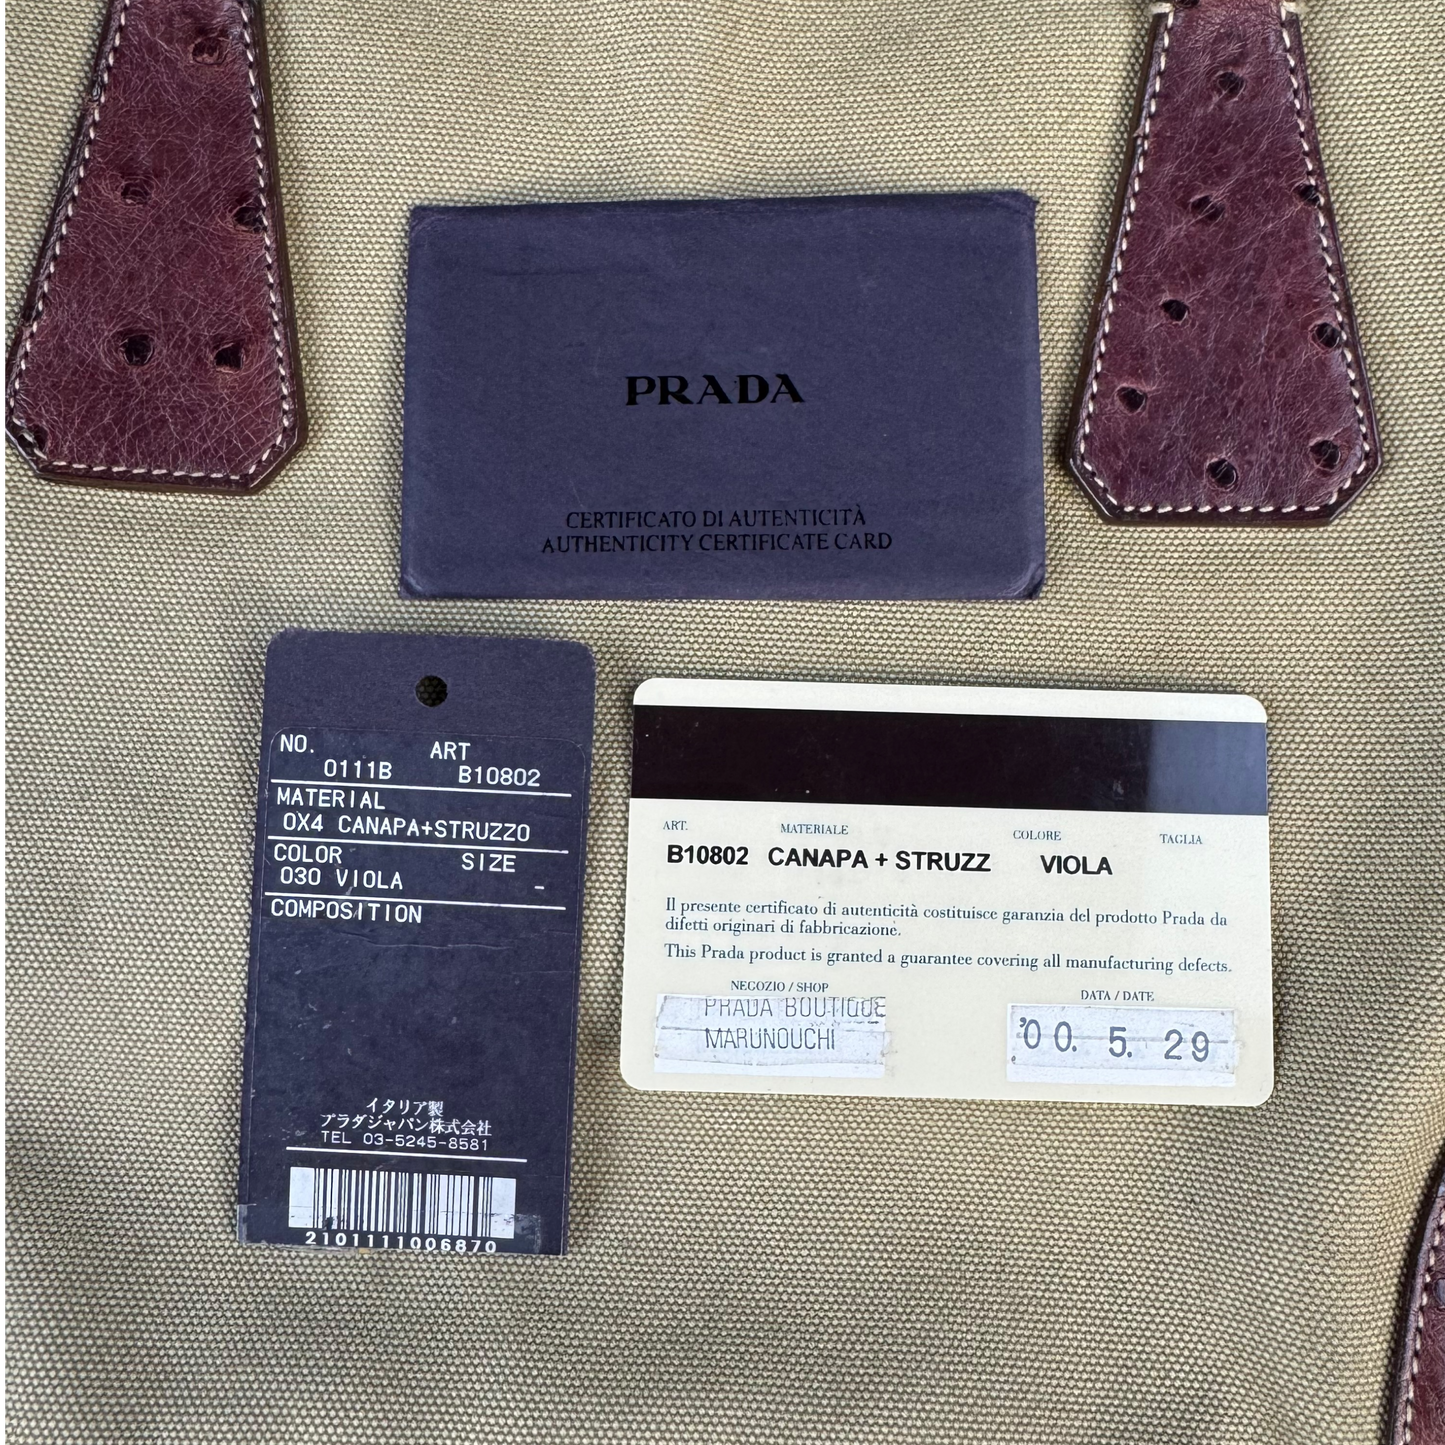 PRADA
CERTIFICATO DI AUTENTICITÀ
AUTHENTICITY CERTIFICATE CARD
NO. ART
0111B B10802
MATERIAL
0X4 CANAPA+STRUZZO
COLOR SIZE
030 VIOLA -
COMPOSITION
イタリア製
プラダジャパン株式会社
TEL 03-5245-8581
2101111006870
ART. MATERIALE COLORE TAGLIA
B10802 CANAPA + STRUZZ VIOLA
Il presente certificato di autenticità costituisce garanzia del prodotto Prada da
difetti originari di fabbricazione.
This Prada product is granted a guarantee covering all manufacturing defects.
NEGOZIO / SHOP DATA / DATE
PRADA BOUTIQUE
MARUNOUCHI '00. 5. 29